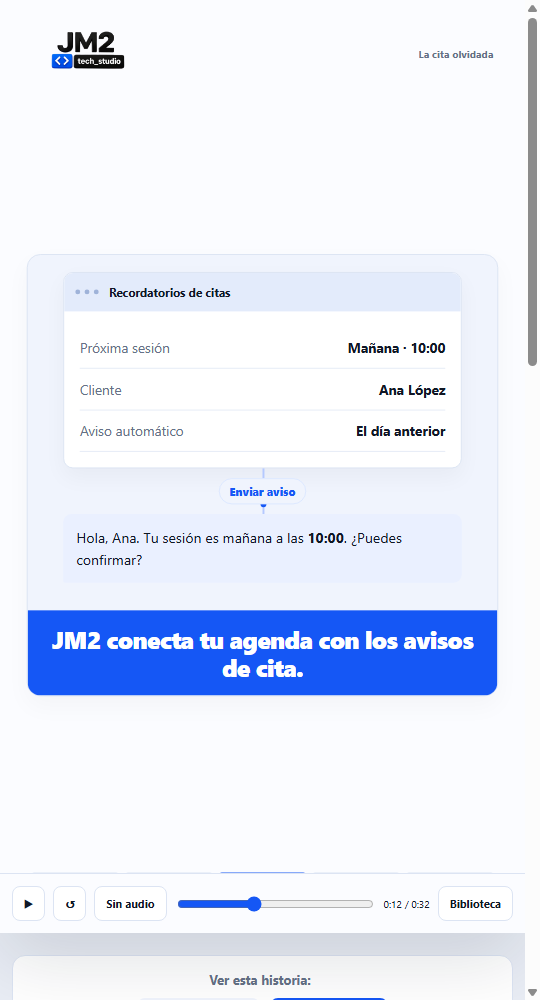 JM2
<> tech_studio
La cita olvidada
Recordatorios de citas
Próxima sesión Mañana · 10:00
Cliente Ana López
Aviso automático El día anterior
Enviar aviso
Hola, Ana. Tu sesión es mañana a las 10:00. ¿Puedes
confirmar?
JM2 conecta tu agenda con los avisos
de cita.
▶ ↺ Sin audio 0:12 / 0:32 Biblioteca
Ver esta historia: